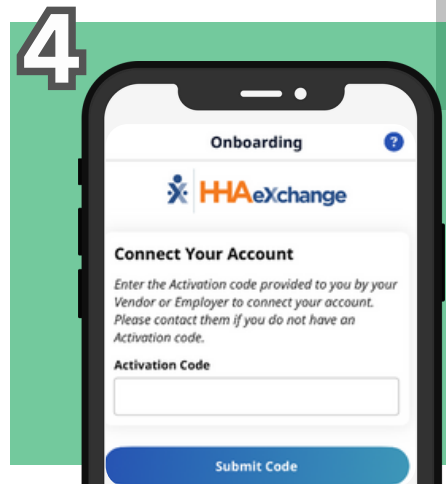 4
Onboarding
?
HHAeXchange
Connect Your Account
Enter the Activation code provided to you by your
Vendor or Employer to connect your account.
Please contact them if you do not have an
Activation code.
Activation Code
Submit Code